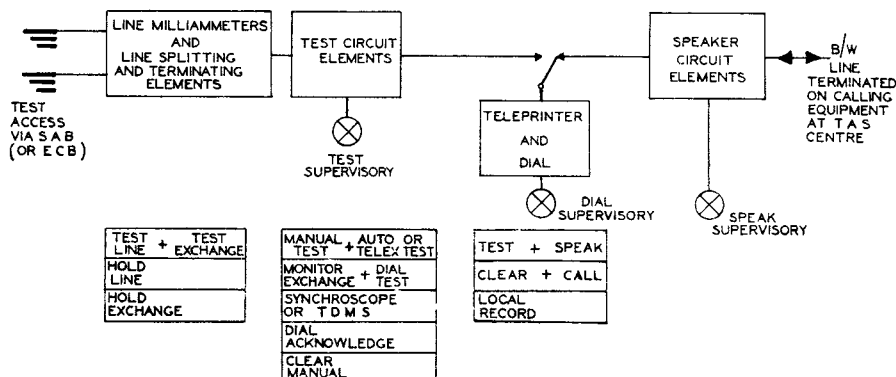 LINE MILLIAMMETERS
AND
LINE SPLITTING
AND TERMINATING
ELEMENTS
TEST CIRCUIT
ELEMENTS
SPEAKER
CIRCUIT
ELEMENTS
B/W
LINE
TERMINATED
ON CALLING
EQUIPMENT
AT T A S
CENTRE
TEST
ACCESS
VIA S A B
(OR E C B)
TELEPRINTER
AND
DIAL
TEST
SUPERVISORY
DIAL
SUPERVISORY
SPEAK
SUPERVISORY
TEST LINE + TEST EXCHANGE
HOLD
LINE
HOLD
EXCHANGE
MANUAL TEST + AUTO OR TELEX TEST
MONITOR EXCHANGE + DIAL TEST
SYNCHROSCOPE
OR T D M S
DIAL
ACKNOWLEDGE
CLEAR
MANUAL
TEST + SPEAK
CLEAR + CALL
LOCAL
RECORD